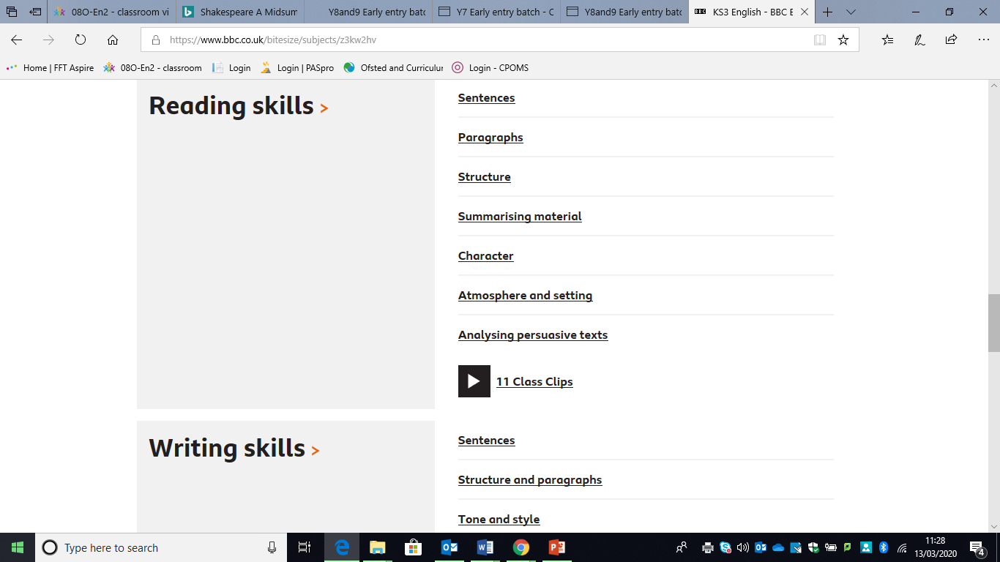 08O-En2 - classroom vi
Shakespeare A Midsum
Y8and9 Early entry batc
Y7 Early entry batch - C
Y8and9 Early entry batc
BBC KS3 English - BBC B
https://www.bbc.co.uk/bitesize/subjects/z3kw2hv
Home | FFT Aspire
08O-En2 - classroom
Login
Login | PASpro
Ofsted and Curriculur
Login - CPOMS
Reading skills >
Sentences
Paragraphs
Structure
Summarising material
Character
Atmosphere and setting
Analysing persuasive texts
11 Class Clips
Writing skills >
Sentences
Structure and paragraphs
Tone and style
Type here to search
11:28
13/03/2020
4